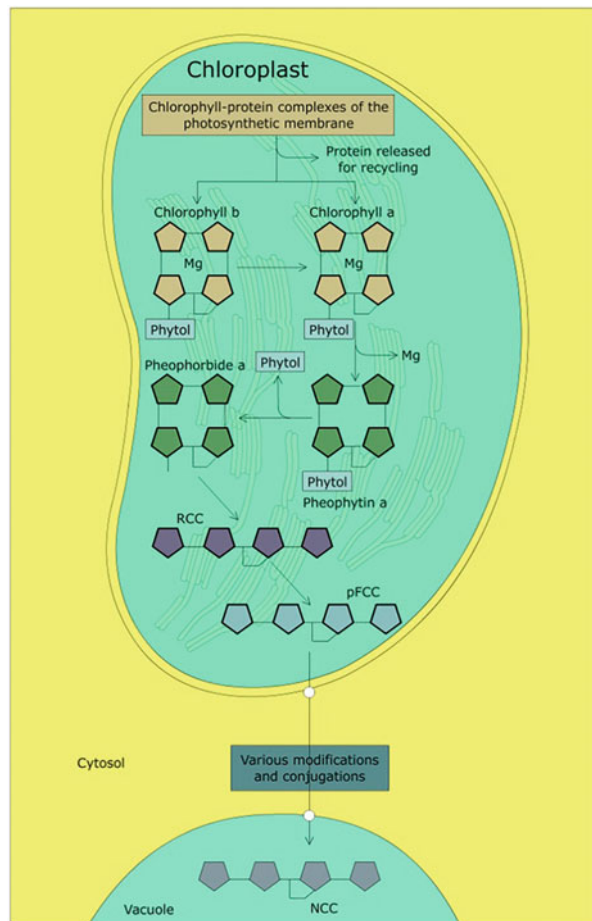 Chloroplast
Chlorophyll-protein complexes of the
photosynthetic membrane
Protein released
for recycling
Chlorophyll b
Chlorophyll a
Mg
Mg
Phytol
Phytol
Mg
Pheophorbide a
Phytol
Phytol
Pheophytin a
RCC
pFCC
Cytosol
Various modifications
and conjugations
Vacuole
NCC